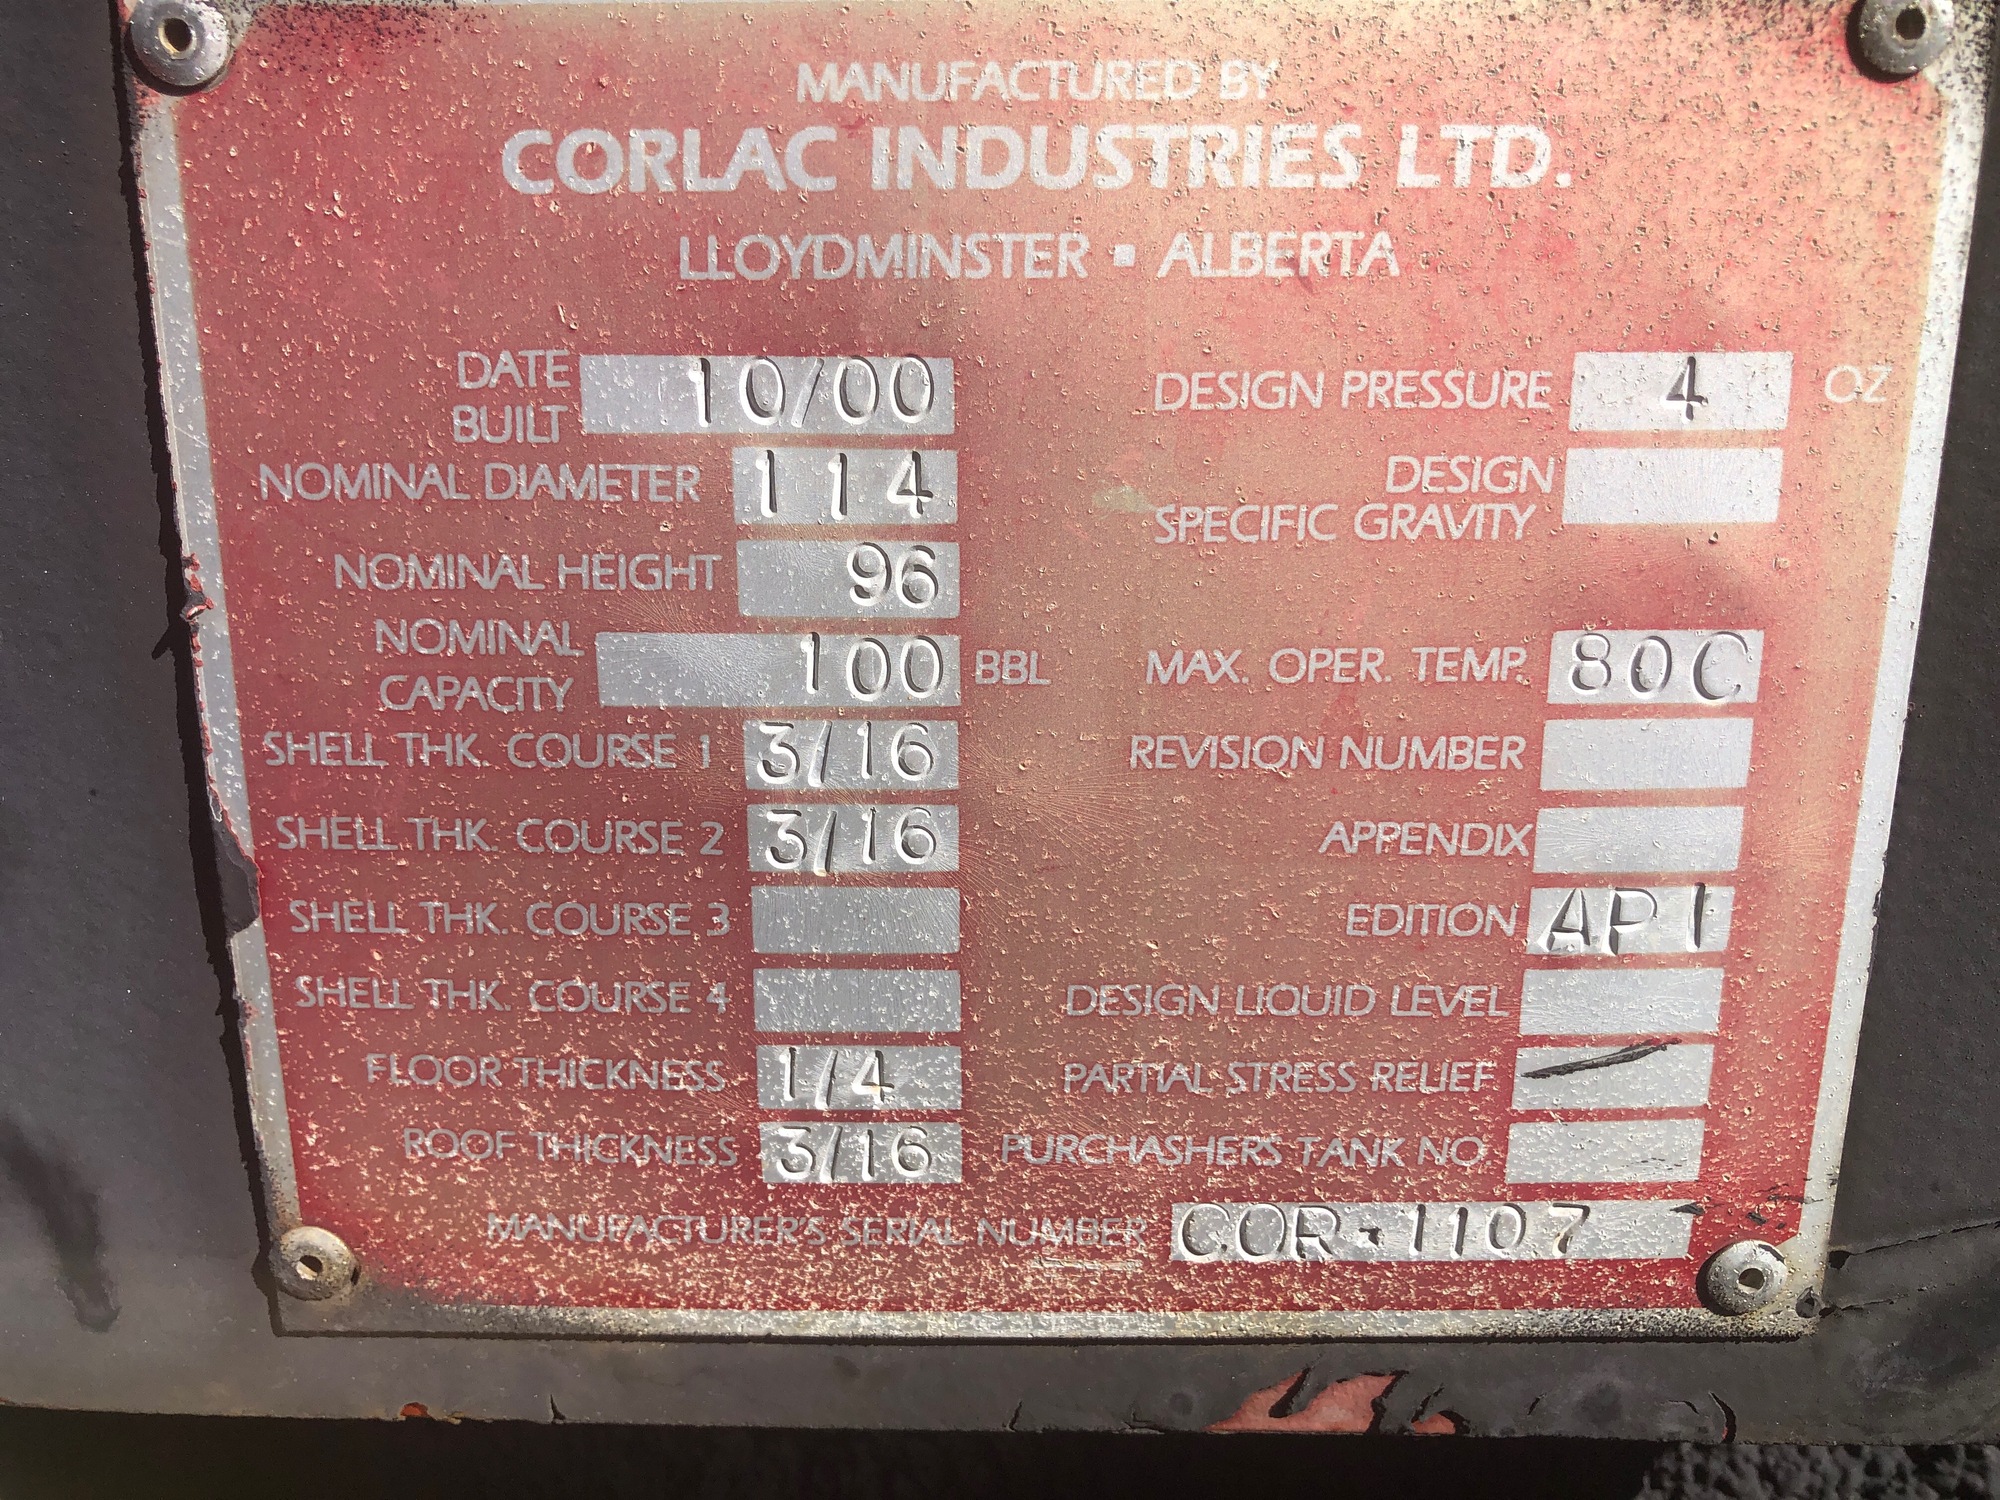 MANUFACTURED BY
CORLAC INDUSTRIES LTD.
LLOYDMINSTER ▪ ALBERTA
DATE BUILT 10/00
NOMINAL DIAMETER 114
NOMINAL HEIGHT 96
NOMINAL CAPACITY 100 BBL
SHELL THK. COURSE 1 3/16
SHELL THK. COURSE 2 3/16
SHELL THK. COURSE 3
SHELL THK. COURSE 4
FLOOR THICKNESS 1/4
ROOF THICKNESS 3/16
DESIGN PRESSURE 4 OZ
DESIGN SPECIFIC GRAVITY
MAX. OPER. TEMP. 80C
REVISION NUMBER
APPENDIX
EDITION API
DESIGN LIQUID LEVEL
PARTIAL STRESS RELIEF
PURCHASHER'S TANK NO
MANUFACTURER'S SERIAL NUMBER COR-1107